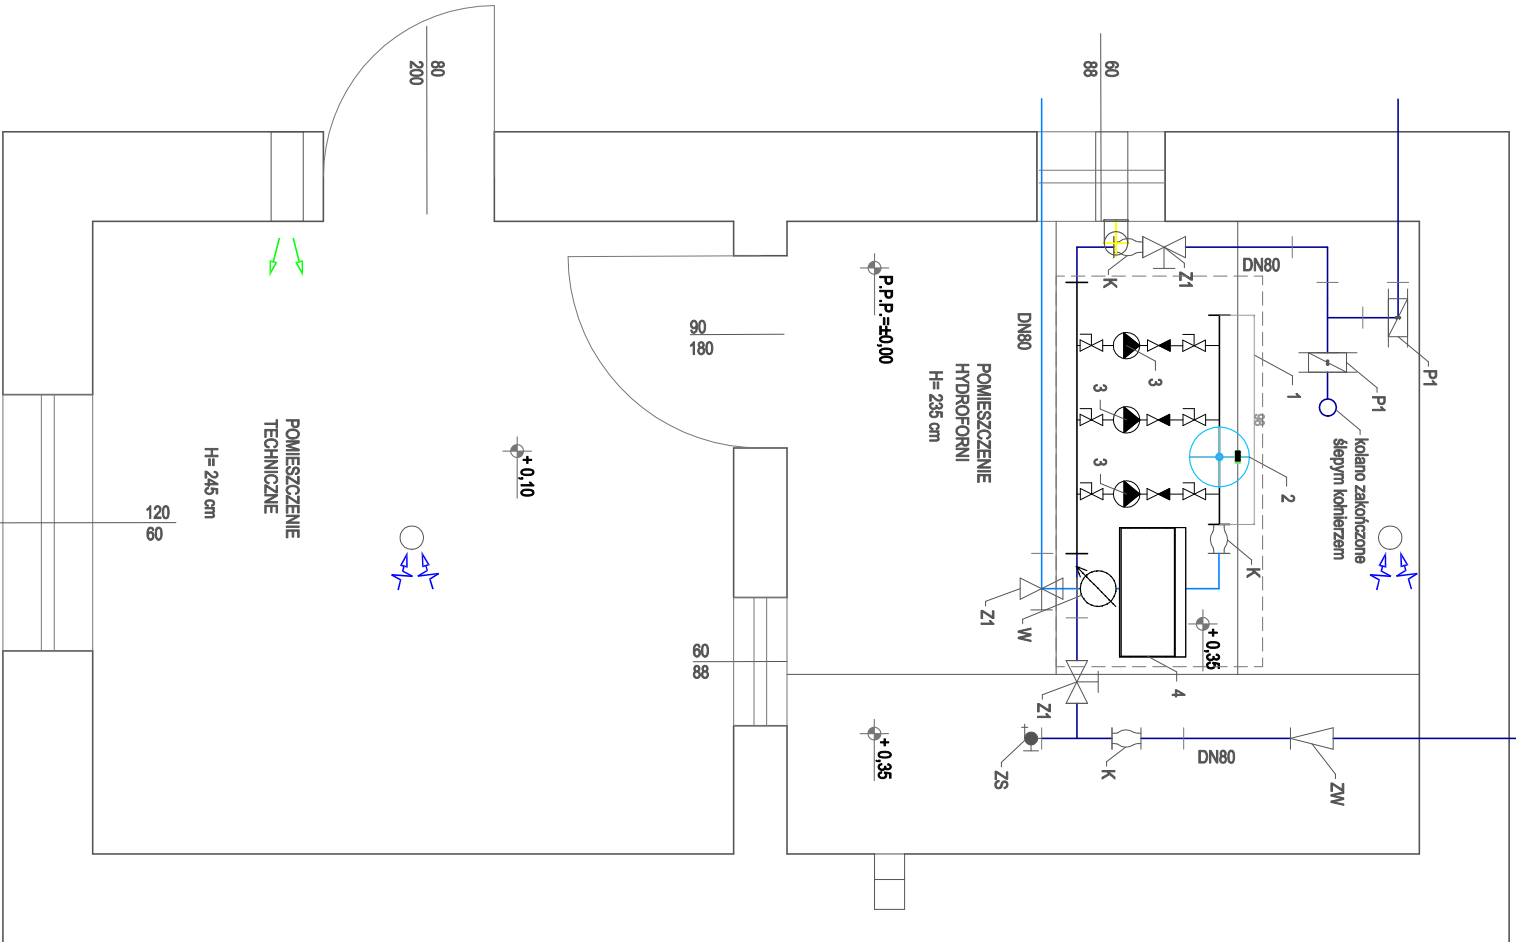 80
200
60
88
DN80
K
Z1
P1
P1
1
98
kolano zakończone
ślepym kołnierzem
P.P.P.=±0,00
DN80
90
180
3
3
3
2
POMIESZCZENIE
HYDROFORNI
H= 235 cm
POMIESZCZENIE
TECHNICZNE
H= 245 cm
+ 0,10
120
60
K
Z1
W
+ 0,35
4
60
88
Z1
+ 0,35
ZS
K
DN80
ZW